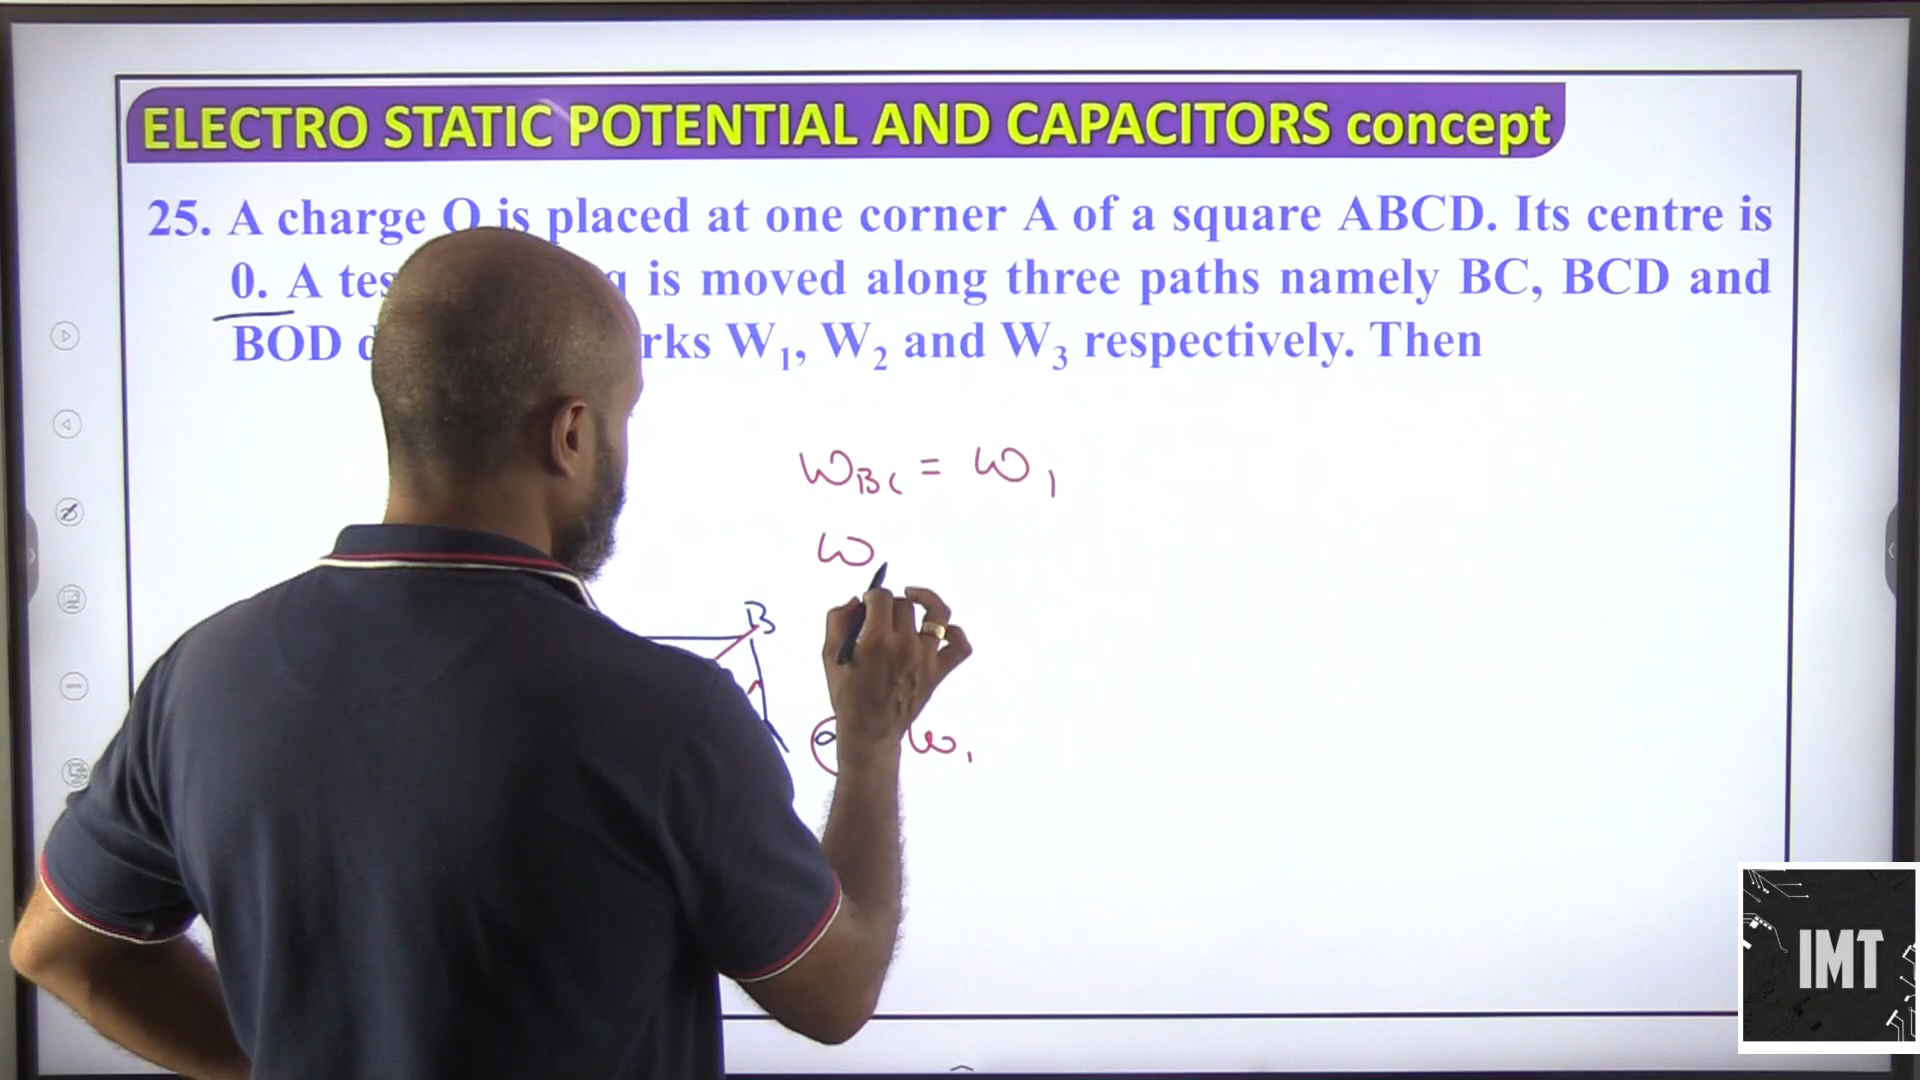 ELECTRO STATIC POTENTIAL AND CAPACITORS concept
25. A charge Q is placed at one corner A of a square ABCD. Its centre is
0. A tes q is moved along three paths namely BC, BCD and
BOD rks W1, W2 and W3 respectively. Then
WBC = W1
W
B
W1
IMT